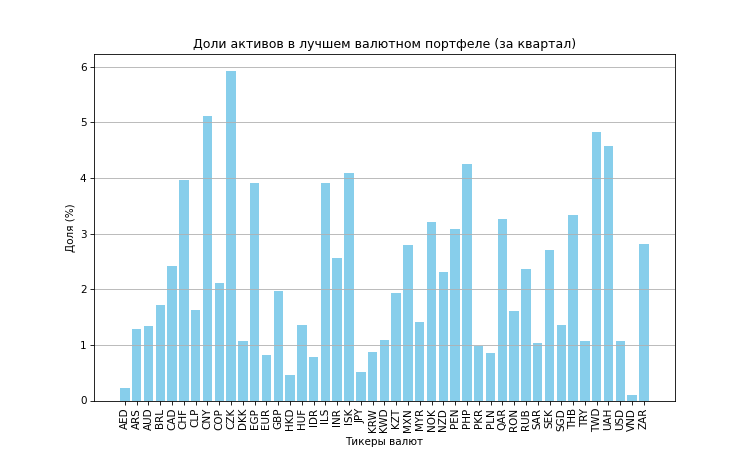 Доли активов в лучшем валютном портфеле (за квартал)
6
5
4
3
2
1
0
Доля (%)
AED ARS AUD BRL CAD CHF CLP CNY COP CZK DKK EGP EUR GBP HKD HUF IDR ILS INR ISK JPY KRW KWD KZT MXN MYR NOK NZD PEN PHP PKR PLN QAR RON RUB SAR SEK SGD THB TRY TWD UAH USD VND ZAR
Тикеры валют